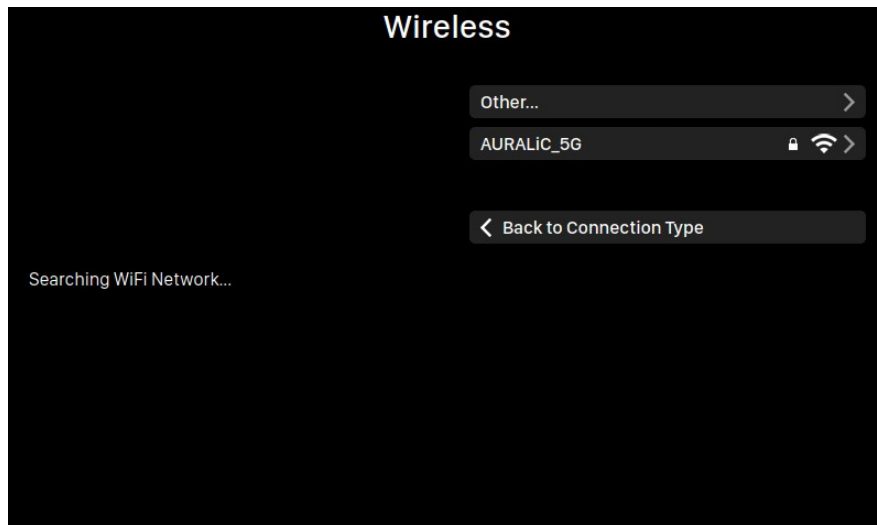 Wireless
Other...
AURALiC_5G
Back to Connection Type
Searching WiFi Network...